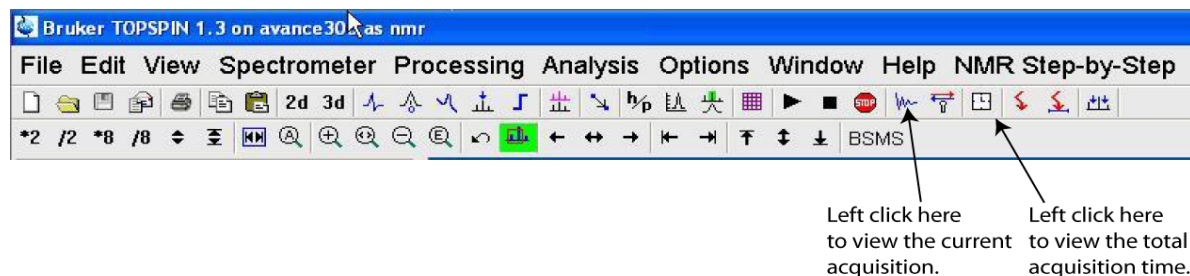 Bruker TOPSPIN 1.3 on avance300 as nmr
File Edit View Spectrometer Processing Analysis Options Window Help NMR Step-by-Step
2d 3d h/p STOP
*2 /2 *8 /8 A E BSMS
Left click here
to view the current
acquisition.
Left click here
to view the total
acquisition time.